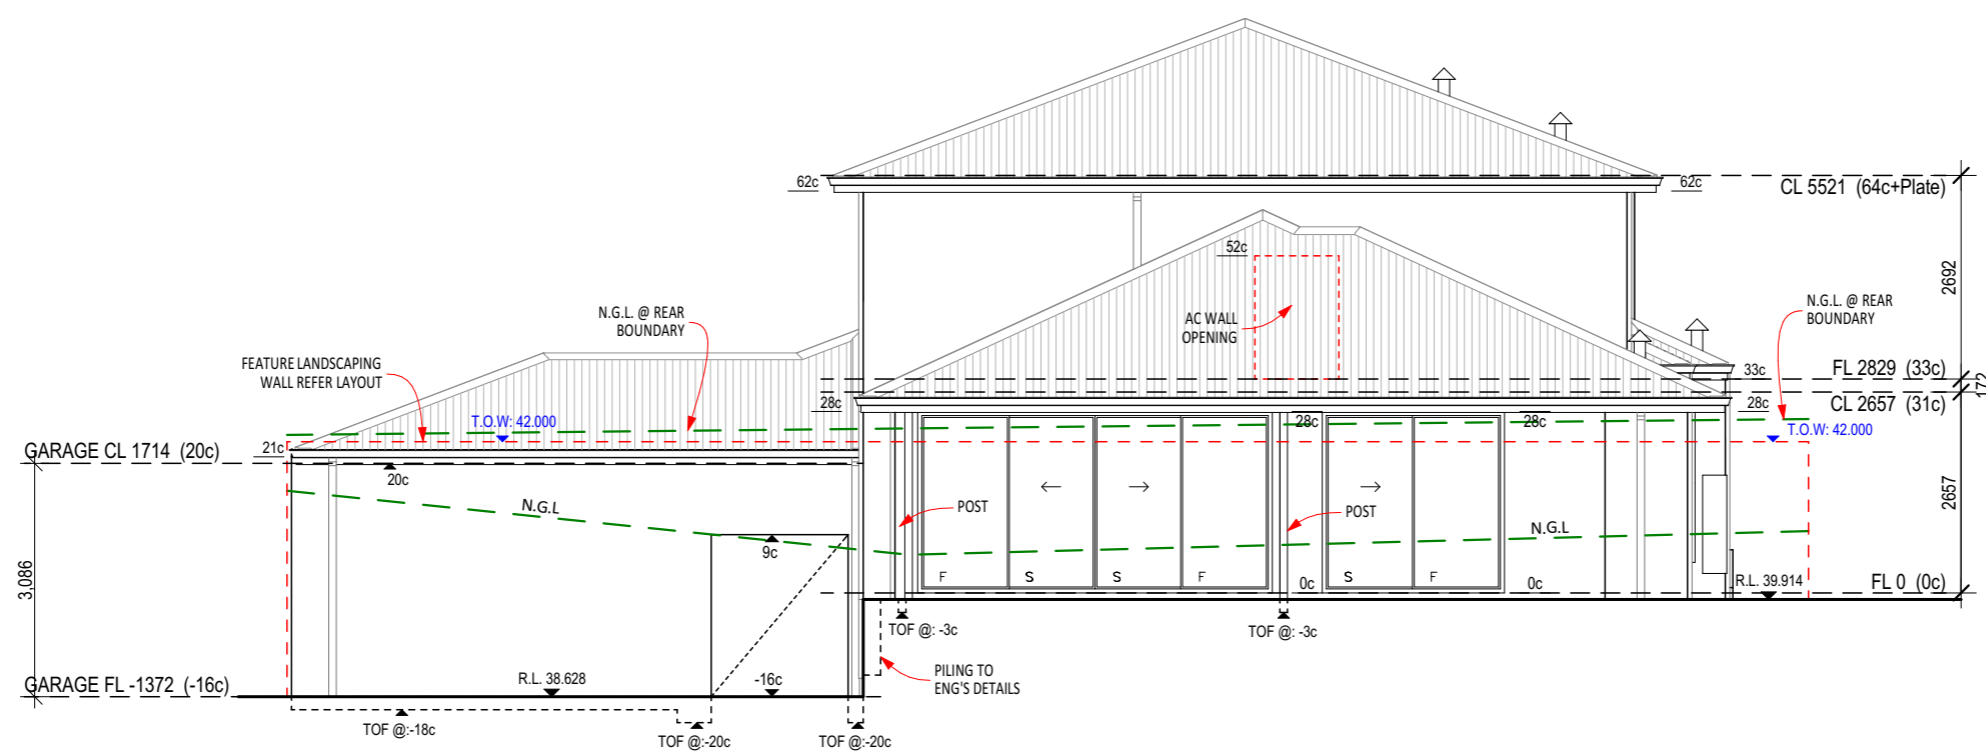 62c
62c
CL 5521 (64c+Plate)
52c
2692
N.G.L. @ REAR
BOUNDARY
N.G.L. @ REAR
BOUNDARY
AC WALL
OPENING
FEATURE LANDSCAPING
WALL REFER LAYOUT
33c
FL 2829 (33c)
172
28c
28c
CL 2657 (31c)
T.O.W: 42.000
28c
28c
T.O.W: 42.000
GARAGE CL 1714 (20c)
21c
20c
N.G.L
POST
POST
2657
N.G.L
9c
3,086
F
S
S
F
0c
S
F
0c
R.L. 39.914
FL 0 (0c)
TOF @: -3c
TOF @: -3c
GARAGE FL -1372 (-16c)
R.L. 38.628
-16c
PILING TO
ENG'S DETAILS
TOF @:-18c
TOF @:-20c
TOF @:-20c